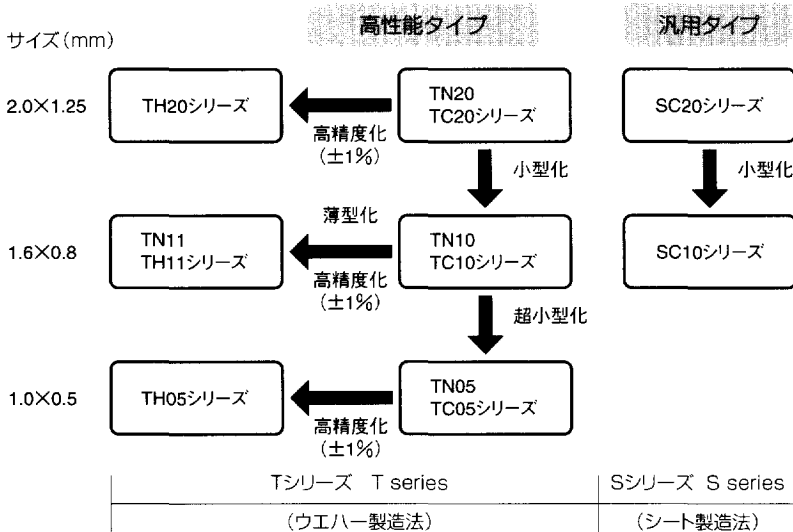 高性能タイプ
汎用タイプ
サイズ(mm)
2.0×1.25
TH20シリーズ
高精度化
(±1%)
TN20
TC20シリーズ
SC20シリーズ
小型化
小型化
1.6×0.8
TN11
TH11シリーズ
薄型化
高精度化
(±1%)
TN10
TC10シリーズ
SC10シリーズ
超小型化
1.0×0.5
TH05シリーズ
高精度化
(±1%)
TN05
TC05シリーズ
Tシリーズ T series
Sシリーズ S series
(ウエハー製造法)
(シート製造法)